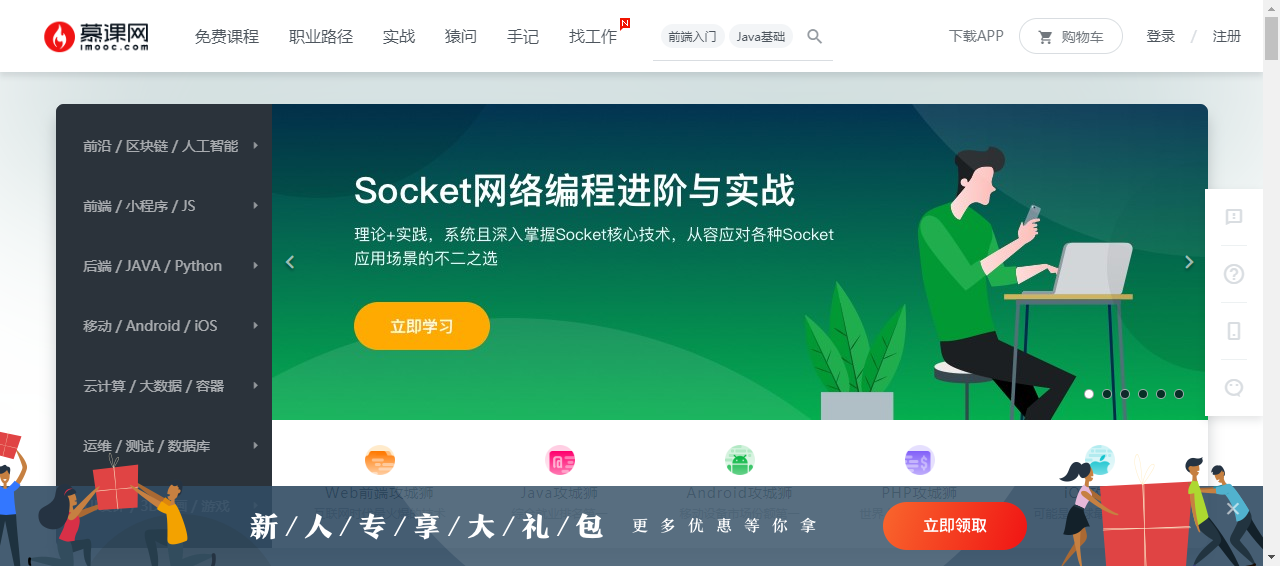 慕课网
imooc.com
免费课程 职业路径 实战 猿问 手记 找工作 N
前端入门 Java基础
下载APP 购物车 登录 / 注册
前沿 / 区块链 / 人工智能
前端 / 小程序 / JS
后端 / JAVA / Python
移动 / Android / iOS
云计算 / 大数据 / 容器
运维 / 测试 / 数据库
/ 游戏
Socket网络编程进阶与实战
理论+实践，系统且深入掌握Socket核心技术，从容应对各种Socket
应用场景的不二之选
立即学习
Web前端攻城狮 Java攻城狮 Android攻城狮 PHP攻城狮
新/人/专/享/大/礼/包 更多优惠等你拿 立即领取